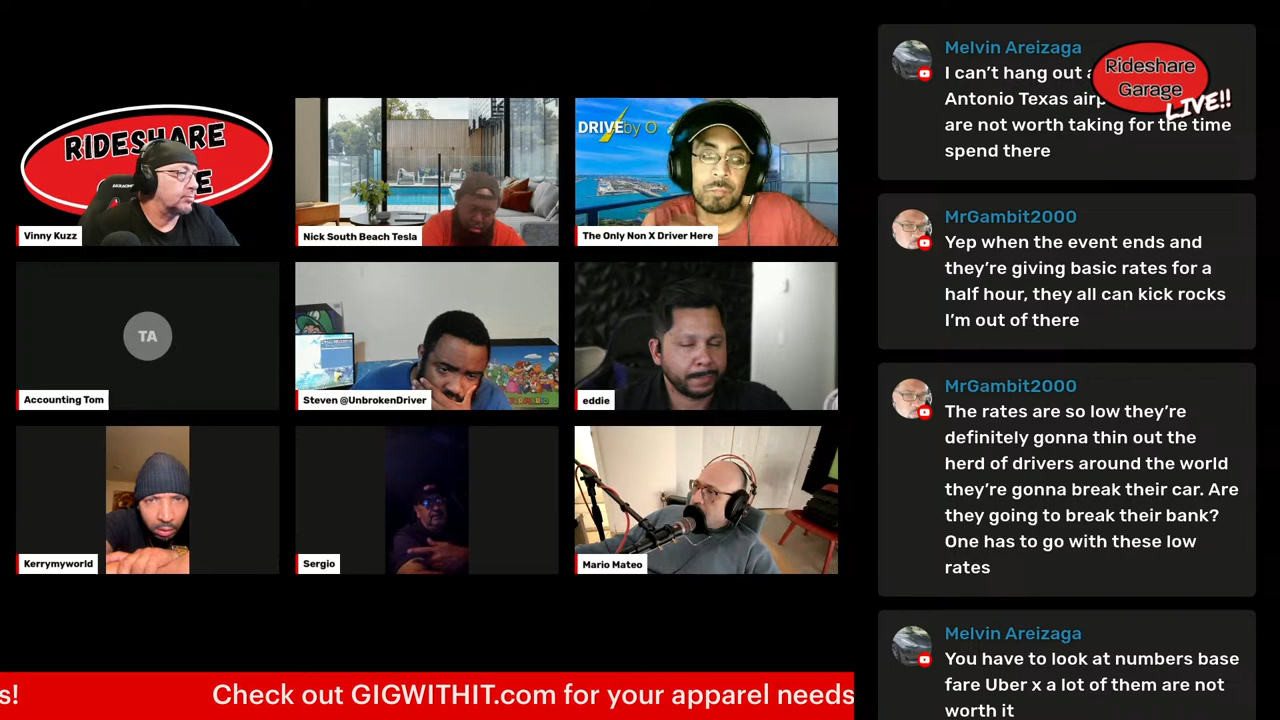 RIDESHARE
Vinny Kuzz
Nick South Beach Tesla
DRIVE by O
The Only Non X Driver Here
TA
Accounting Tom
Steven @UnbrokenDriver
eddie
Kerrymyworld
Sergio
Mario Mateo
s!
Check out GIGWITHIT.com for your apparel needs
Rideshare
Garage
LIVE!!
Melvin Areizaga
I can’t hang out
Antonio Texas
are not worth taking for the time
spend there
MrGambit2000
Yep when the event ends and
they’re giving basic rates for a
half hour, they all can kick rocks
I’m out of there
MrGambit2000
The rates are so low they’re
definitely gonna thin out the
herd of drivers around the world
they’re gonna break their car. Are
they going to break their bank?
One has to go with these low
rates
Melvin Areizaga
You have to look at numbers base
fare Uber x a lot of them are not
worth it